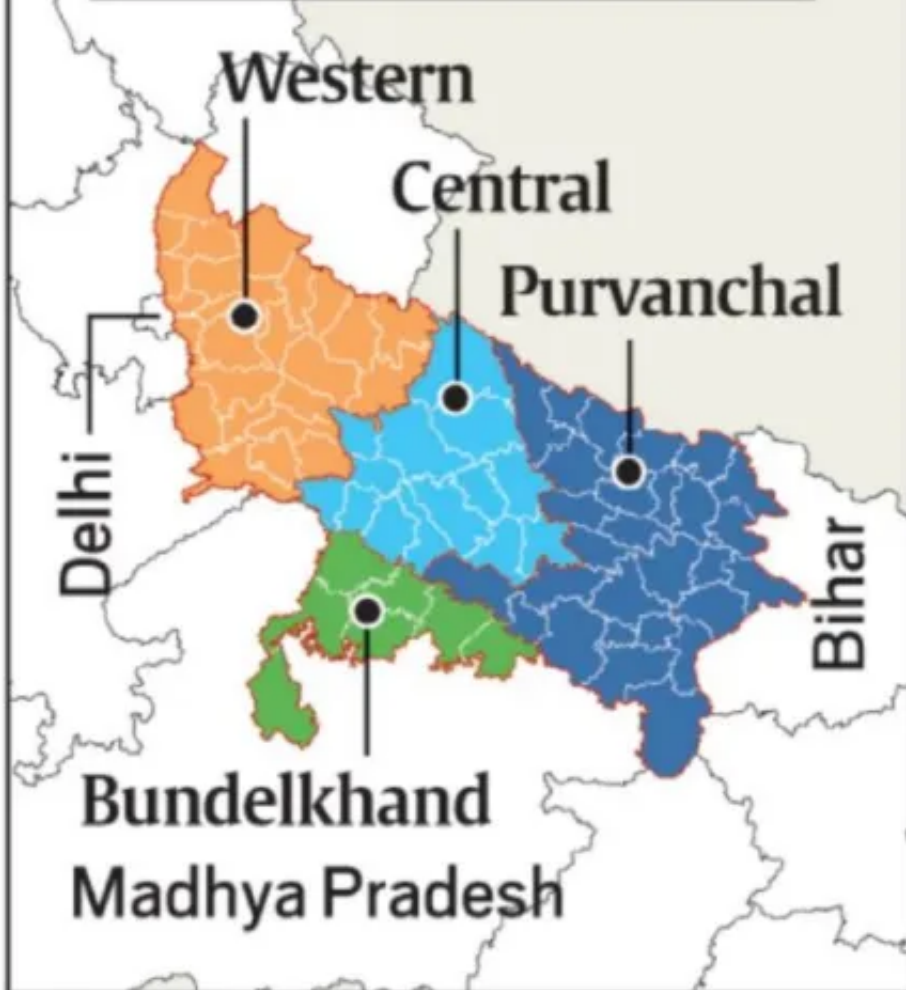 Western
Central
Purvanchal
Delhi
Bihar
Bundelkhand
Madhya Pradesh